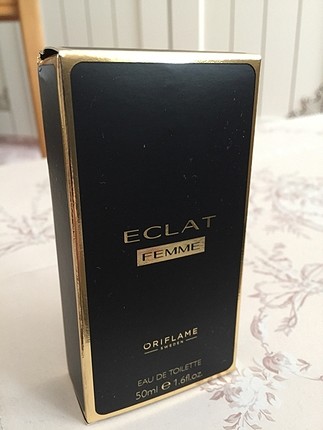 ECLAT
FEMME
ORIFLAME
SWEDEN
EAU DE TOILETTE
50ml ℮ 1.6fl.oz.